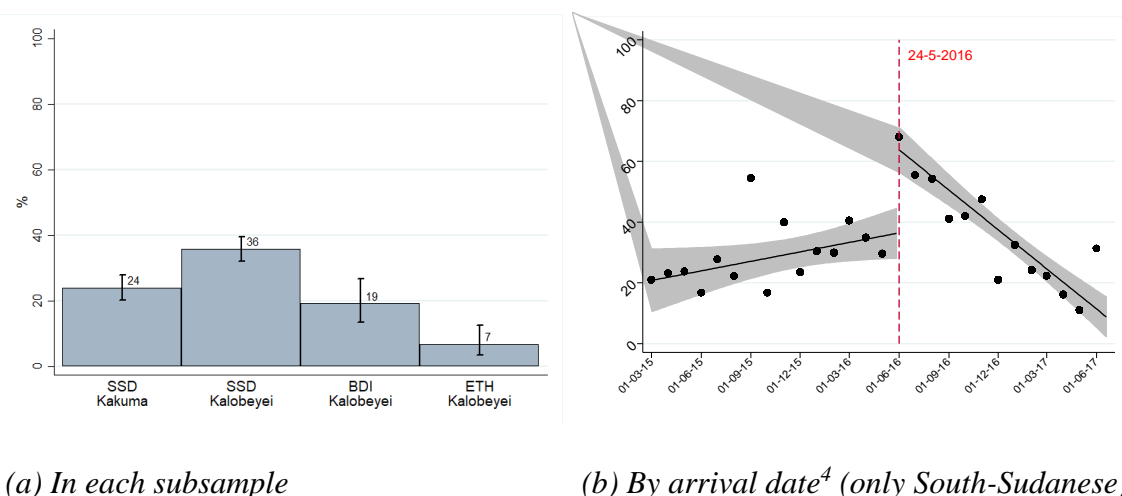 100
80
60
40
20
0
%
24
36
19
7
SSD
Kakuma
SSD
Kalobeyei
BDI
Kalobeyei
ETH
Kalobeyei
(a) In each subsample
100
80
60
40
20
0
24-5-2016
01-03-15
01-06-15
01-09-15
01-12-15
01-03-16
01-06-16
01-09-16
01-12-16
01-03-17
01-06-17
(b) By arrival date4 (only South-Sudanese)